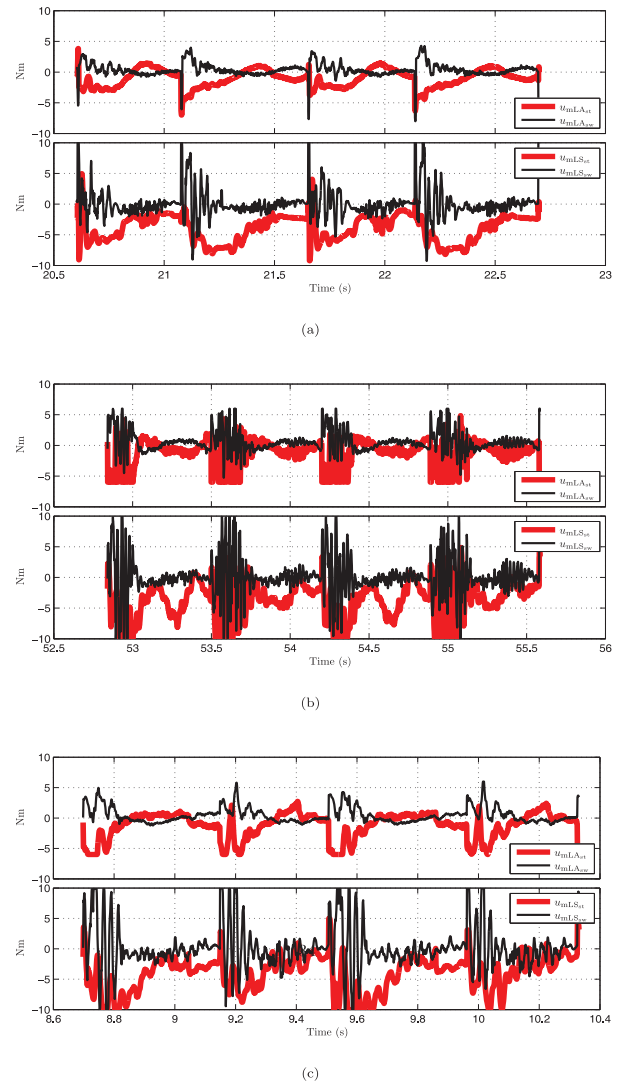 10
5
0
−5
−10
Nm
u_mLA_st
u_mLA_sw
10
5
0
−5
−10
Nm
u_mLS_st
u_mLS_sw
20.5 21 21.5 22 22.5 23
Time (s)
(a)
10
5
0
−5
−10
Nm
u_mLA_st
u_mLA_sw
10
5
0
−5
−10
Nm
u_mLS_st
u_mLS_sw
52.5 53 53.5 54 54.5 55 55.5 56
Time (s)
(b)
10
5
0
−5
−10
Nm
u_mLA_st
u_mLA_sw
10
5
0
−5
−10
Nm
u_mLS_st
u_mLS_sw
8.6 8.8 9 9.2 9.4 9.6 9.8 10 10.2 10.4
Time (s)
(c)